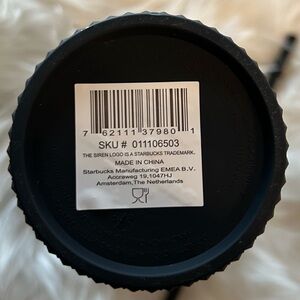 7 62111 37980 1
SKU # 011106503
THE SIREN LOGO IS A STARBUCKS TRADEMARK.
MADE IN CHINA
Starbucks Manufacturing EMEA B.V.
Accraweg 19,1047HJ
Amsterdam,The Netherlands